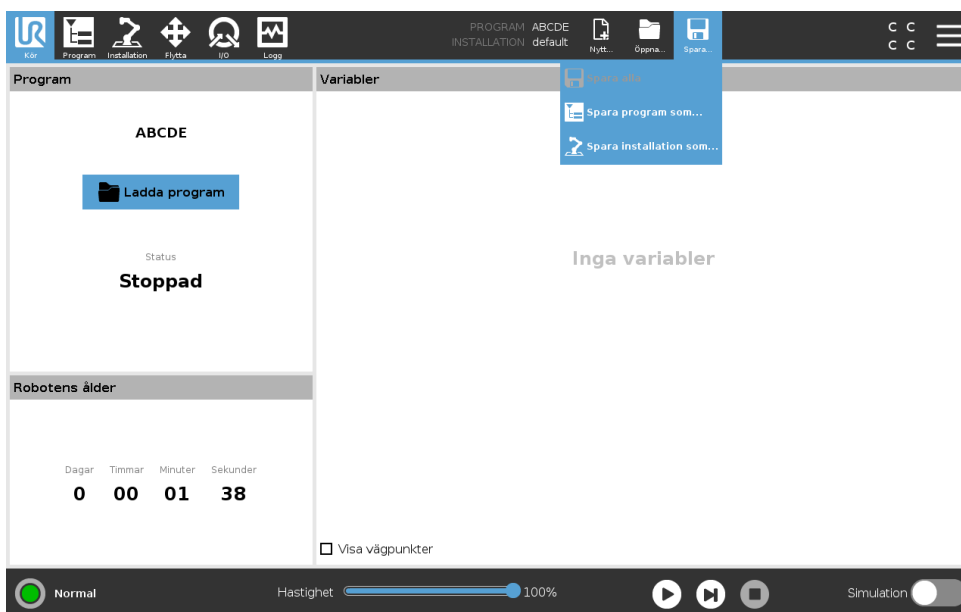 UR
Kör
Program
Installation
Flytta
I/O
Logg
PROGRAM ABCDE
INSTALLATION default
Nytt...
Öppna...
Spara...
C C
C C
Program
Variabler
Spara alla
Spara program som...
Spara installation som...
ABCDE
Ladda program
Status
Stoppad
Inga variabler
Robotens ålder
Dagar Timmar Minuter Sekunder
0 00 01 38
Visa vägpunkter
Normal
Hastighet 100%
Simulation